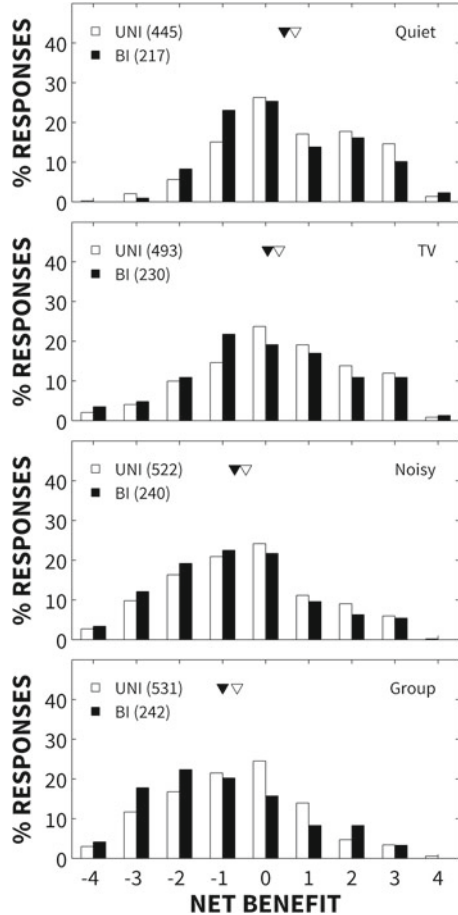 % RESPONSES
40
30
20
10
0
UNI (445)
BI (217)
Quiet
% RESPONSES
40
30
20
10
0
UNI (493)
BI (230)
TV
% RESPONSES
40
30
20
10
0
UNI (522)
BI (240)
Noisy
% RESPONSES
40
30
20
10
0
UNI (531)
BI (242)
Group
-4 -3 -2 -1 0 1 2 3 4
NET BENEFIT